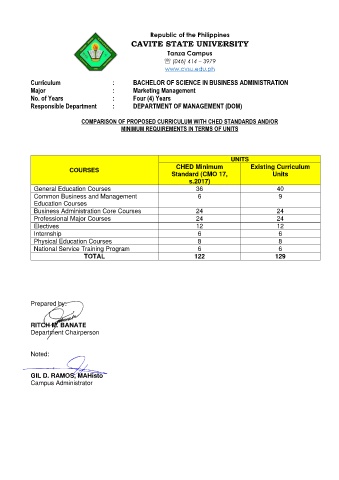 Republic of the Philippines
CAVITE STATE UNIVERSITY
Tanza Campus
☏ (046) 414 - 3979
www.cvsu.edu.ph
Curriculum : BACHELOR OF SCIENCE IN BUSINESS ADMINISTRATION
Major : Marketing Management
No. of Years : Four (4) Years
Responsible Department : DEPARTMENT OF MANAGEMENT (DOM)
COMPARISON OF PROPOSED CURRICULUM WITH CHED STANDARDS AND/OR
MINIMUM REQUIREMENTS IN TERMS OF UNITS
COURSES
UNITS
CHED Minimum
Standard (CMO 17,
s.2017)
Existing Curriculum
Units
General Education Courses 36 40
Common Business and Management 6 9
Education Courses
Business Administration Core Courses 24 24
Professional Major Courses 24 24
Electives 12 12
Internship 6 6
Physical Education Courses 8 8
National Service Training Program 6 6
TOTAL 122 129
Prepared by:
RITCH M. BANATE
Department Chairperson
Noted:
GIL D. RAMOS, MAHisto
Campus Administrator